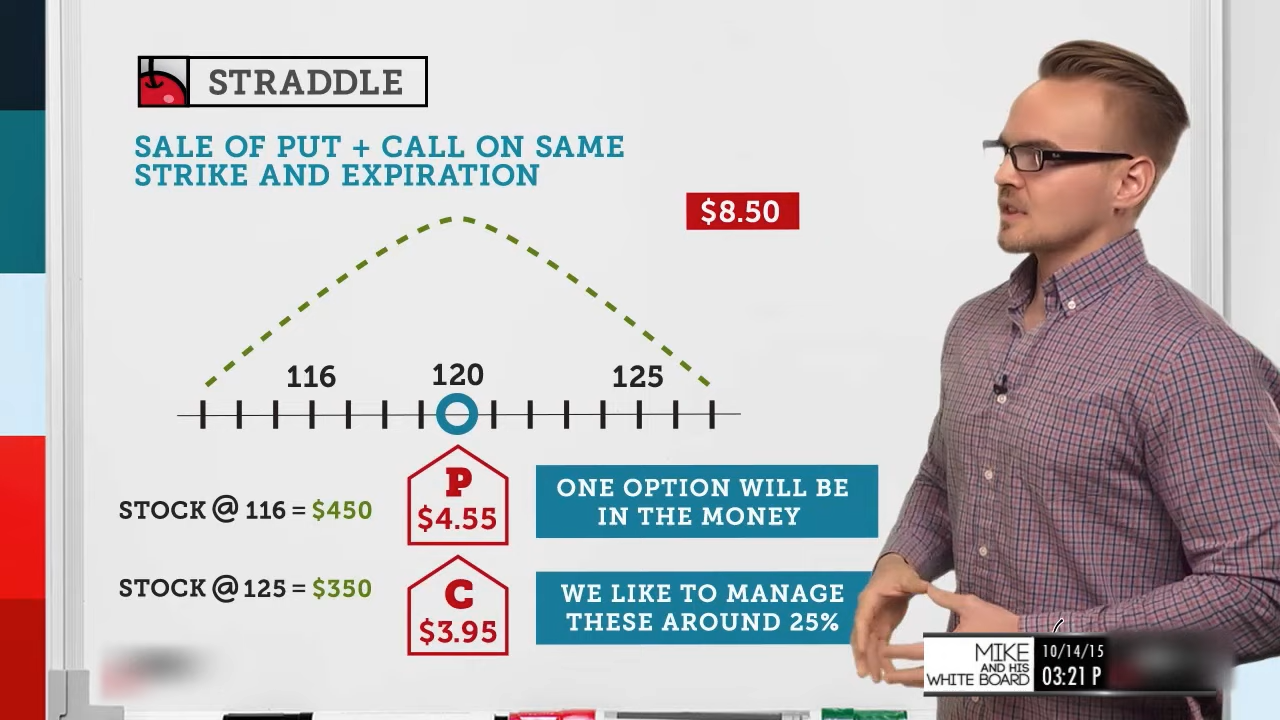 STRADDLE
SALE OF PUT + CALL ON SAME
STRIKE AND EXPIRATION
$8.50
116 120 125
P
$4.55
STOCK @ 116 = $450
ONE OPTION WILL BE
IN THE MONEY
C
$3.95
STOCK @ 125 = $350
WE LIKE TO MANAGE
THESE AROUND 25%
MIKE
AND HIS
WHITE BOARD
10/14/15
03:21 P